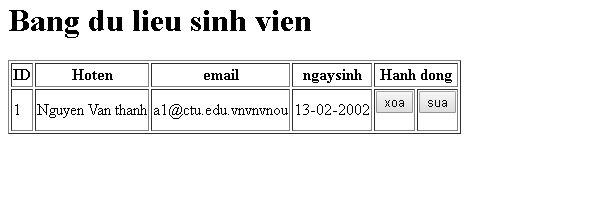 Bang du lieu sinh vien
ID Hoten email ngaysinh Hanh dong
1 Nguyen Van thanh a1@ctu.edu.vnvnvnou 13-02-2002 xoa sua